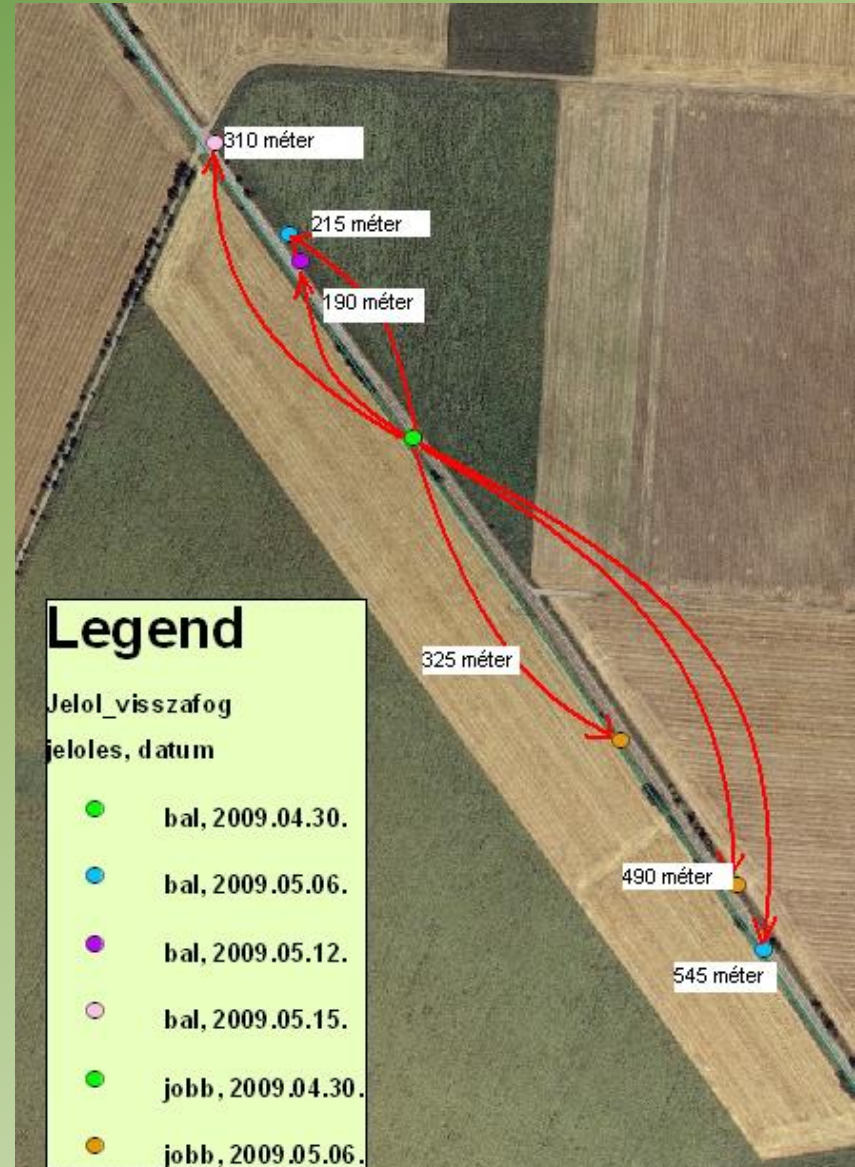 310 méter
215 méter
190 méter
325 méter
490 méter
545 méter
Legend
Jelol_visszafog
jeloles, datum
bal, 2009.04.30.
bal, 2009.05.06.
bal, 2009.05.12.
bal, 2009.05.15.
jobb, 2009.04.30.
jobb, 2009.05.06.